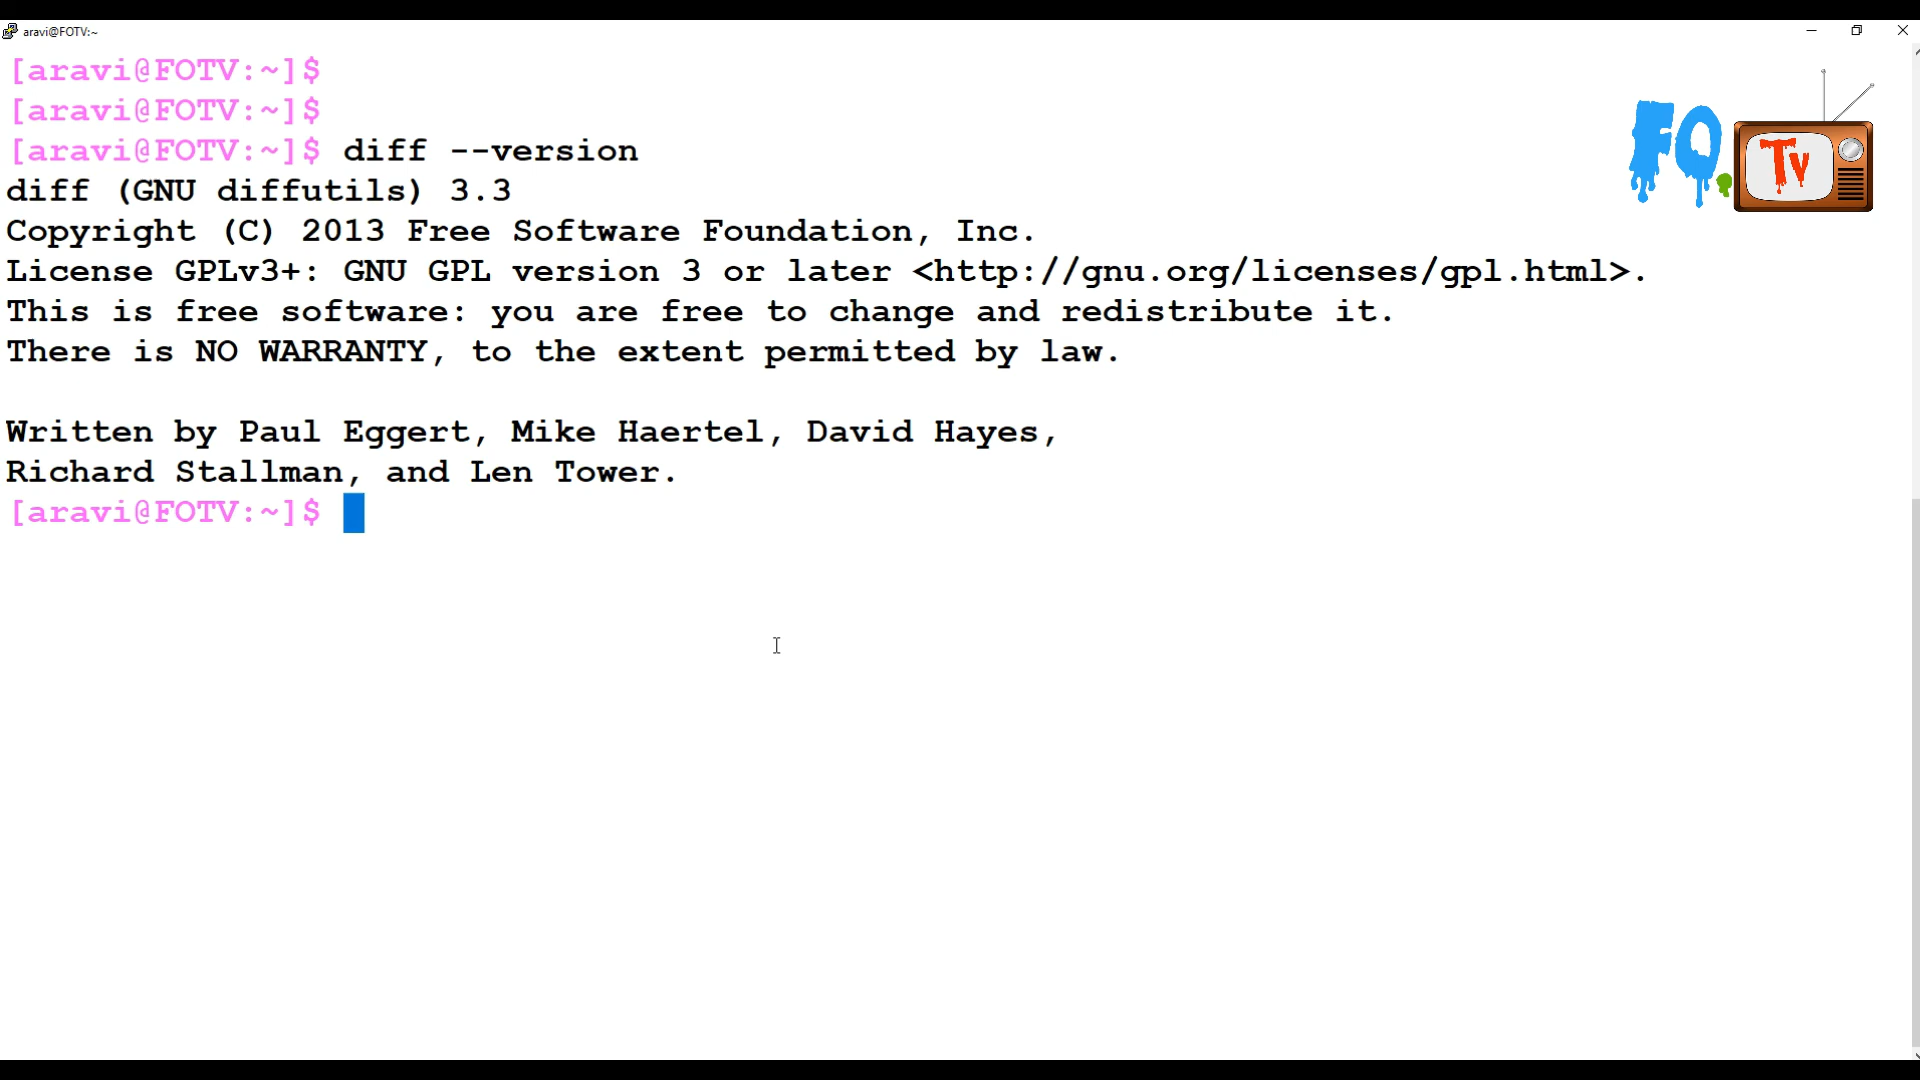 aravi@FOTV:~
[aravi@FOTV:~]$
[aravi@FOTV:~]$
[aravi@FOTV:~]$ diff --version
diff (GNU diffutils) 3.3
Copyright (C) 2013 Free Software Foundation, Inc.
License GPLv3+: GNU GPL version 3 or later <http://gnu.org/licenses/gpl.html>.
This is free software: you are free to change and redistribute it.
There is NO WARRANTY, to the extent permitted by law.
Written by Paul Eggert, Mike Haertel, David Hayes,
Richard Stallman, and Len Tower.
[aravi@FOTV:~]$
FO.
Tv